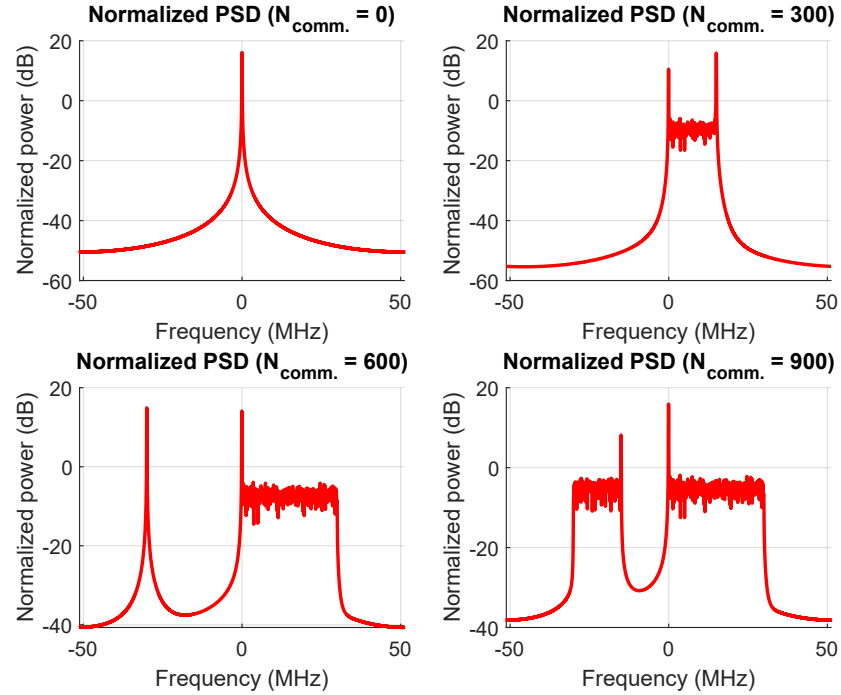 Normalized PSD (N_comm. = 0)
20
0
-20
-40
-60
Normalized power (dB)
-50
0
50
Frequency (MHz)
Normalized PSD (N_comm. = 300)
20
0
-20
-40
-60
Normalized power (dB)
-50
0
50
Frequency (MHz)
Normalized PSD (N_comm. = 600)
20
0
-20
-40
Normalized power (dB)
-50
0
50
Frequency (MHz)
Normalized PSD (N_comm. = 900)
20
0
-20
-40
Normalized power (dB)
-50
0
50
Frequency (MHz)